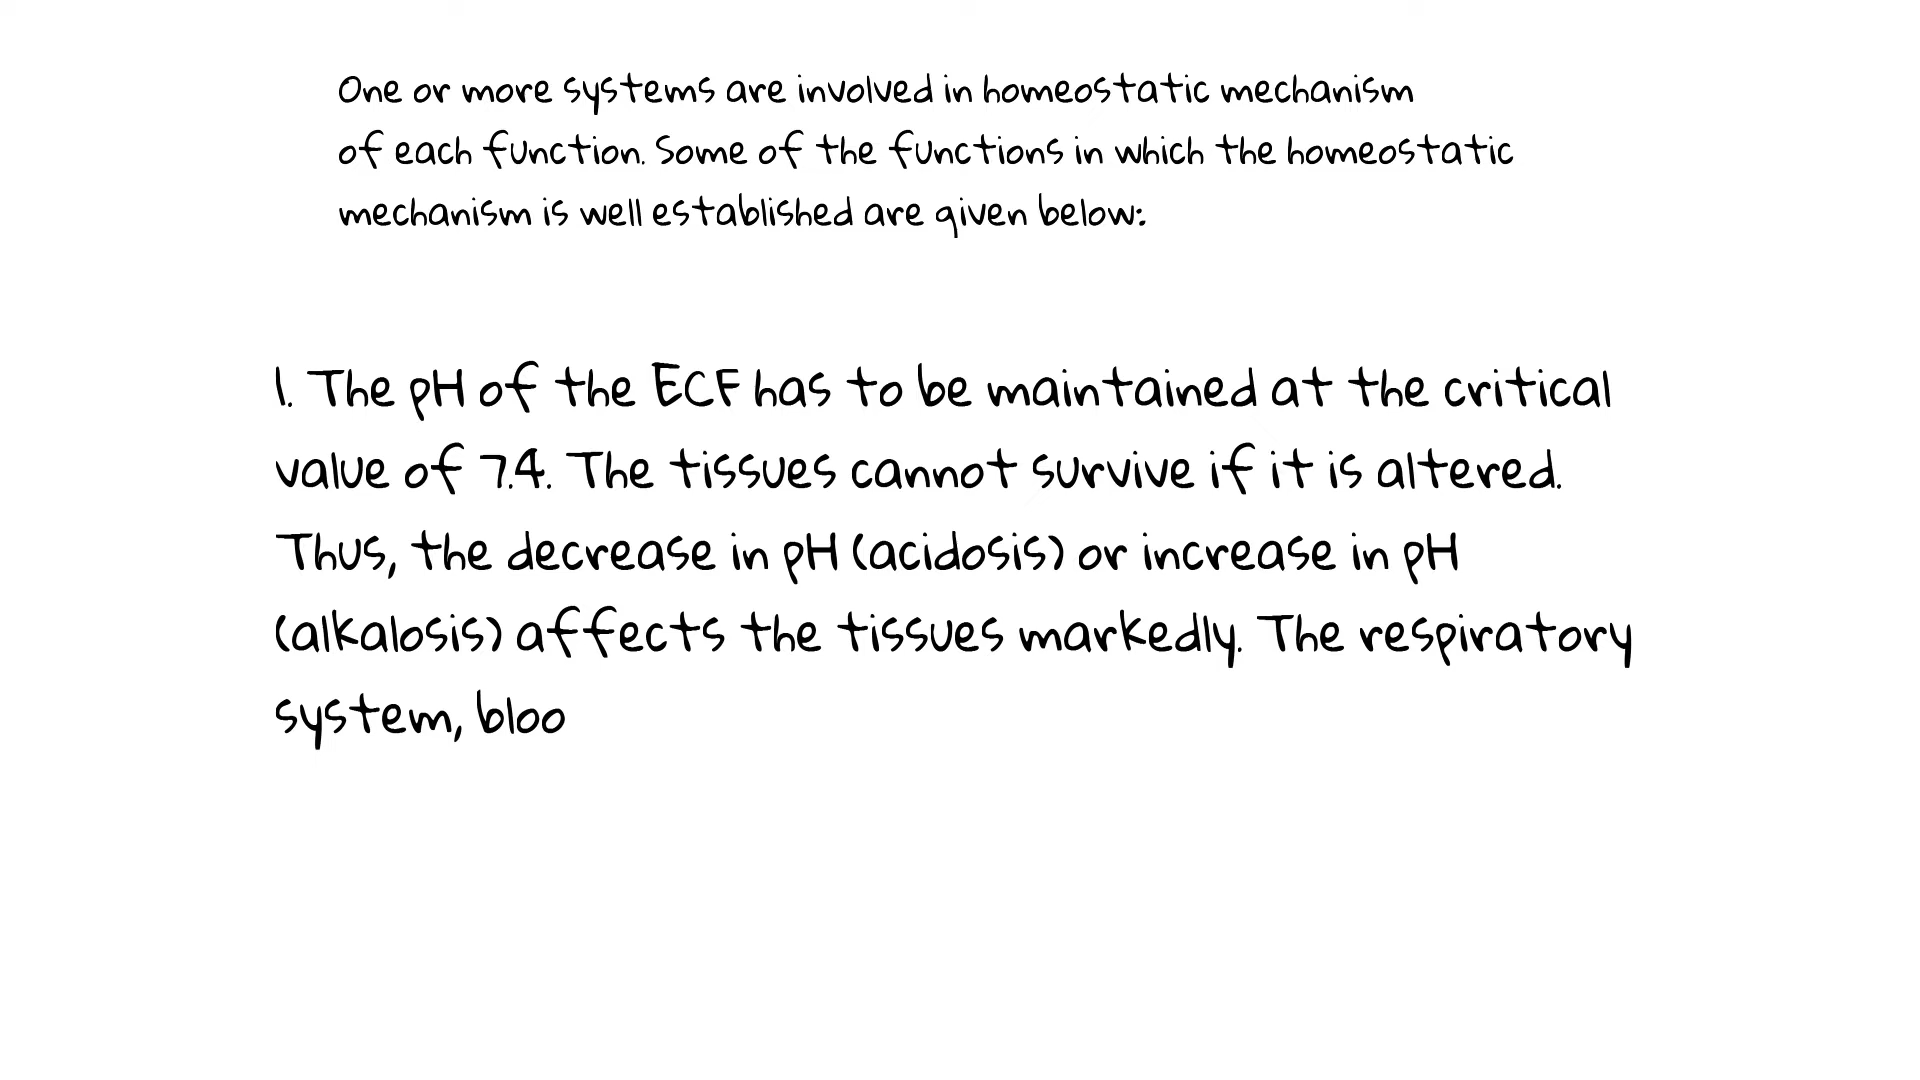 One or more systems are involved in homeostatic mechanism
of each function. Some of the functions in which the homeostatic
mechanism is well established are given below:
1. The pH of the ECF has to be maintained at the critical
value of 7.4. The tissues cannot survive if it is altered.
Thus, the decrease in pH (acidosis) or increase in pH
(alkalosis) affects the tissues markedly. The respiratory
system, bloo